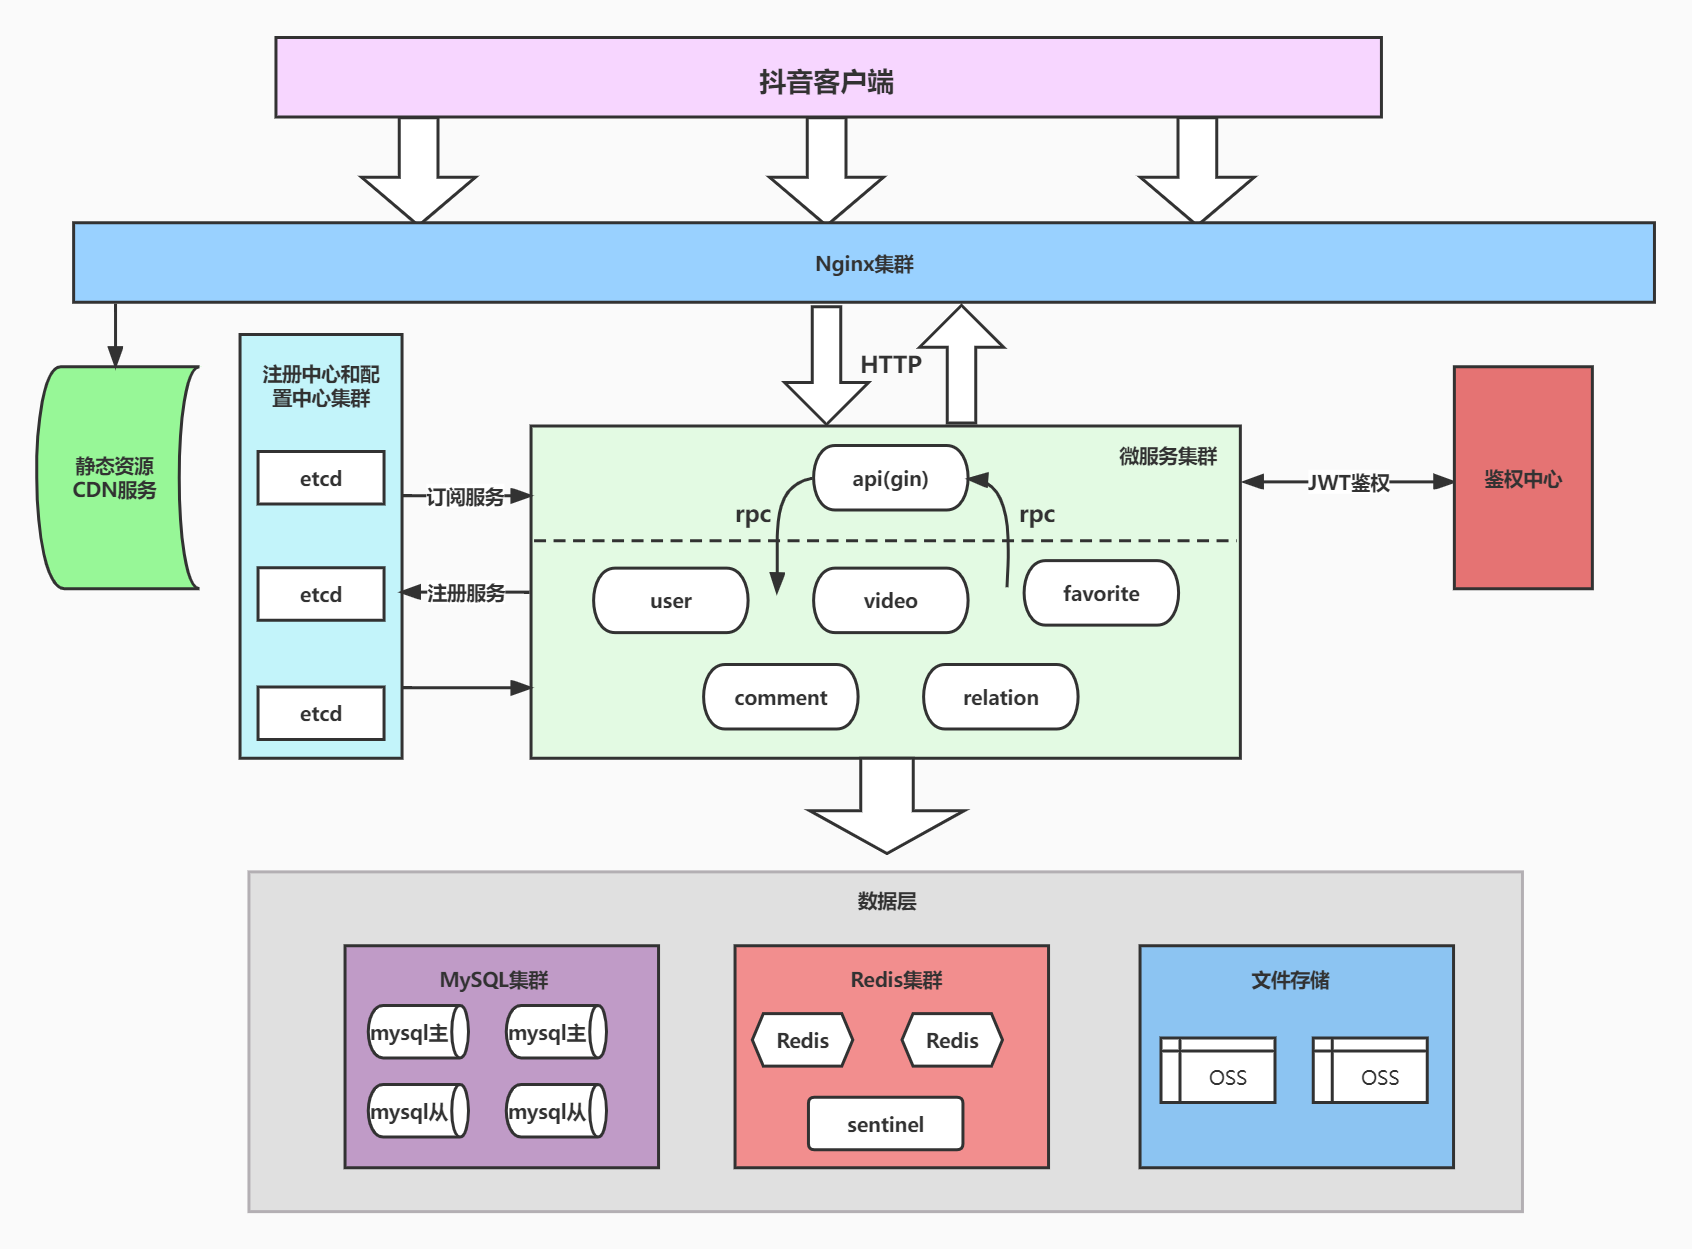 抖音客户端
Nginx集群
HTTP
注册中心和配
置中心集群
etcd
etcd
etcd
静态资源
CDN服务
订阅服务
注册服务
微服务集群
api(gin)
rpc
rpc
user
video
favorite
comment
relation
JWT鉴权
鉴权中心
数据层
MySQL集群
mysql主
mysql主
mysql从
mysql从
Redis集群
Redis
Redis
sentinel
文件存储
OSS
OSS